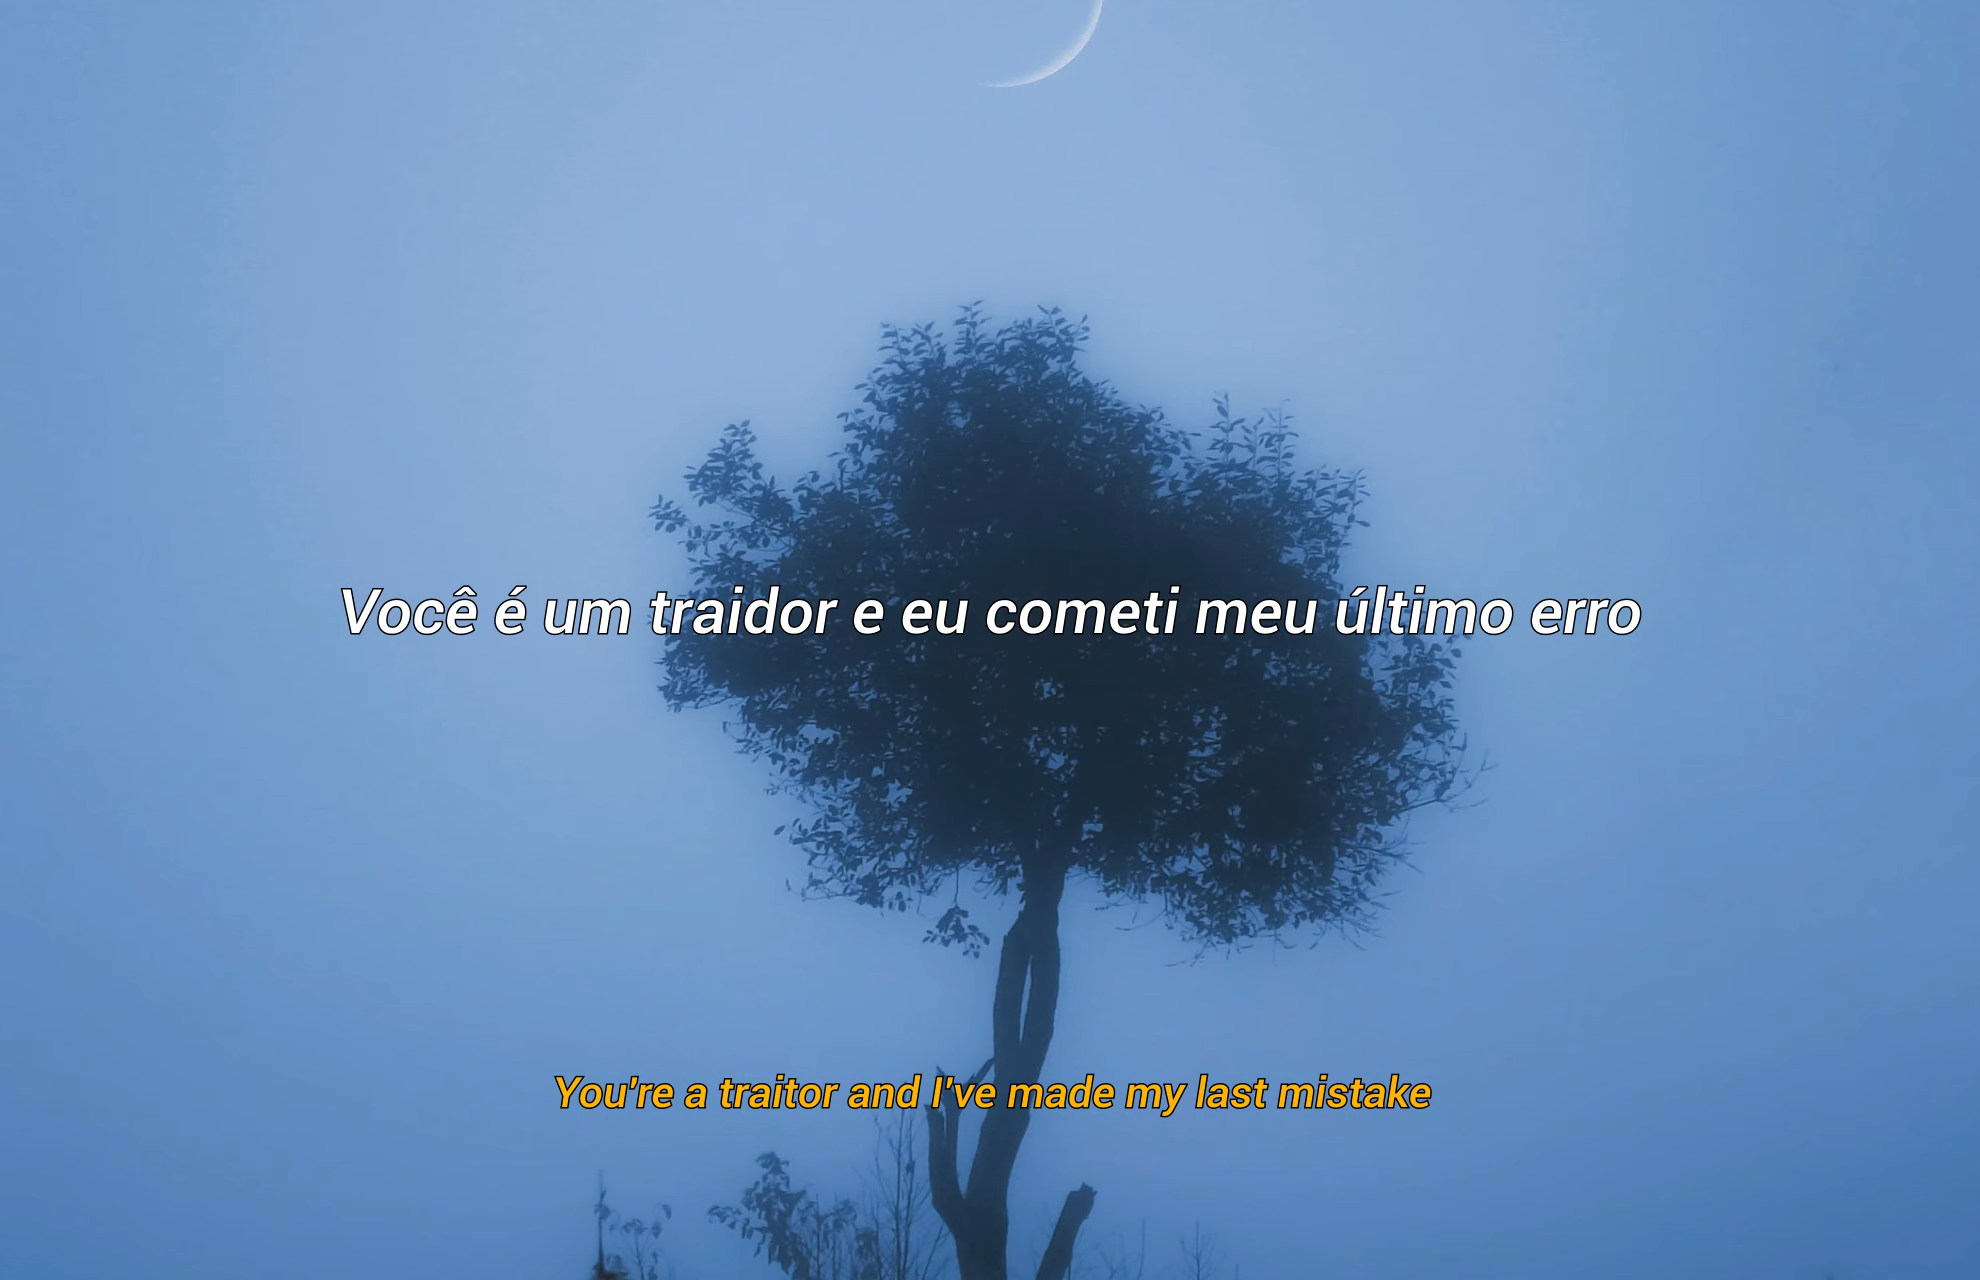 Você é um traidor e eu cometi meu último erro
You're a traitor and I've made my last mistake